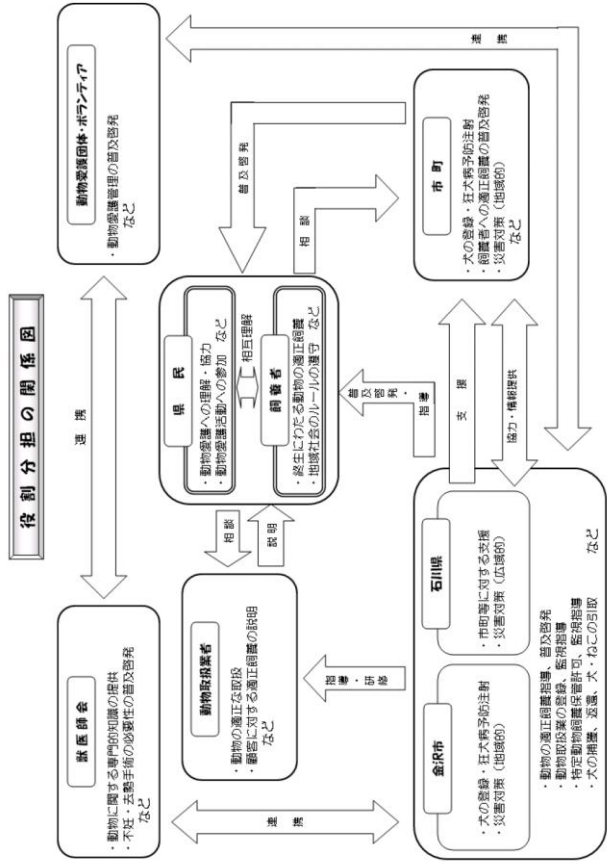 役割分担の関係図
獣医師会
・動物に関する専門的知識の提供
・不妊・去勢手術の必要性の普及啓発
など
連携
動物愛護団体・ボランティア
・動物愛護管理の普及啓発
など
動物取扱業者
・動物の適正な取扱
・顧客に対する適正飼養の説明
など
相談
説明
県民
・動物愛護への理解・協力
・動物愛護活動への参加 など
相互理解
飼養者
・終生にわたる動物の適正飼養
・地域社会のルールの遵守 など
普及啓発
相談
市町
・犬の登録・狂犬病予防注射
・飼養者への適正飼養の普及啓発
・災害対策（地域的）
など
連携
連携
指導・研修
普及啓発・
指導
支援
協力・情報提供
金沢市
・犬の登録・狂犬病予防注射
・災害対策（地域的）
石川県
・市町等に対する支援
・災害対策（広域的）
・動物の適正飼養指導、普及啓発
・動物取扱業の登録、監視指導
・特定動物飼養保管許可、監視指導
・犬の捕獲、返還、犬・ねこの引取 など